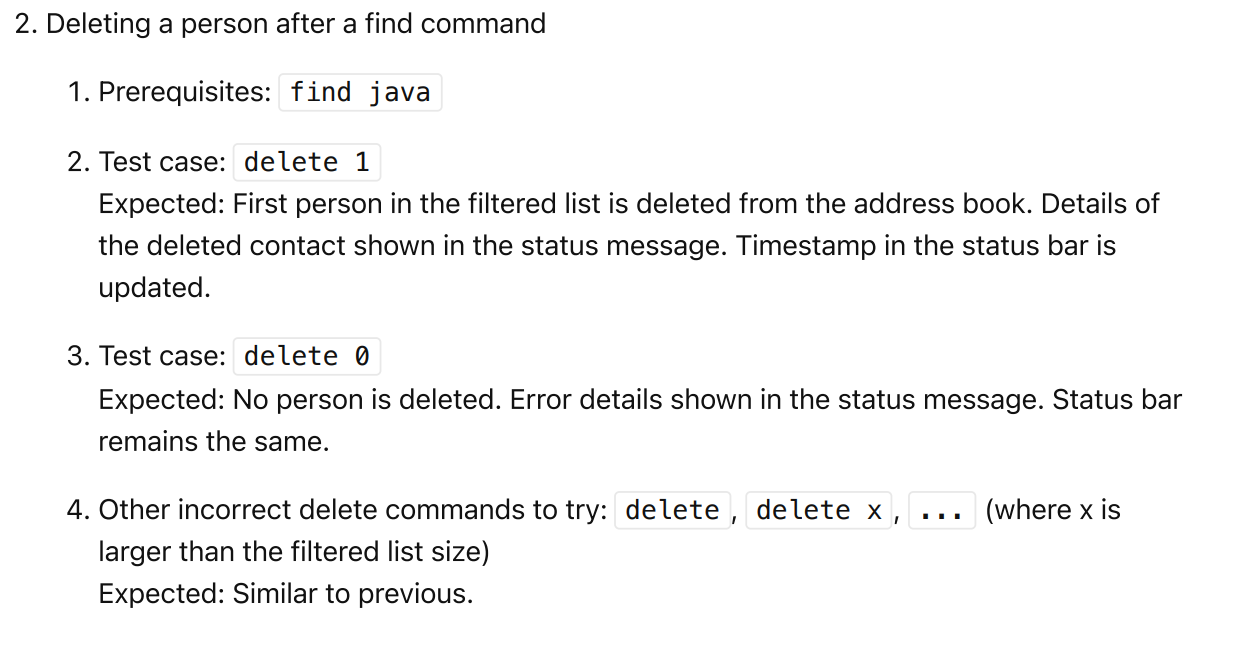 2. Deleting a person after a find command
1. Prerequisites: find java
2. Test case: delete 1
Expected: First person in the filtered list is deleted from the address book. Details of
the deleted contact shown in the status message. Timestamp in the status bar is
updated.
3. Test case: delete 0
Expected: No person is deleted. Error details shown in the status message. Status bar
remains the same.
4. Other incorrect delete commands to try: delete, delete x, ... (where x is
larger than the filtered list size)
Expected: Similar to previous.